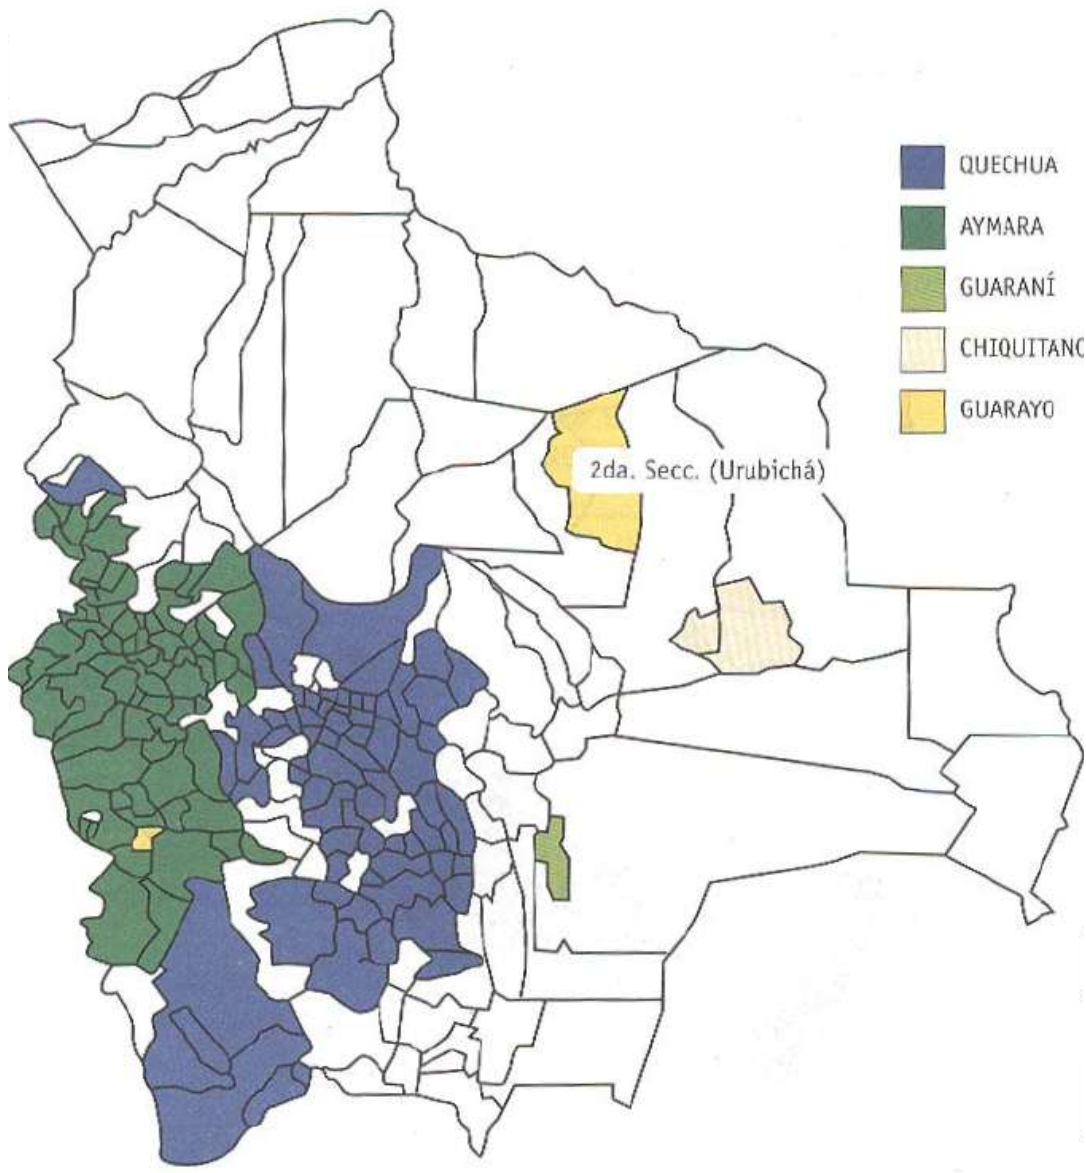 QUECHUA
AYMARA
GUARANÍ
CHIQUITANO
GUARAYO
2da. Secc. (Urubichá)